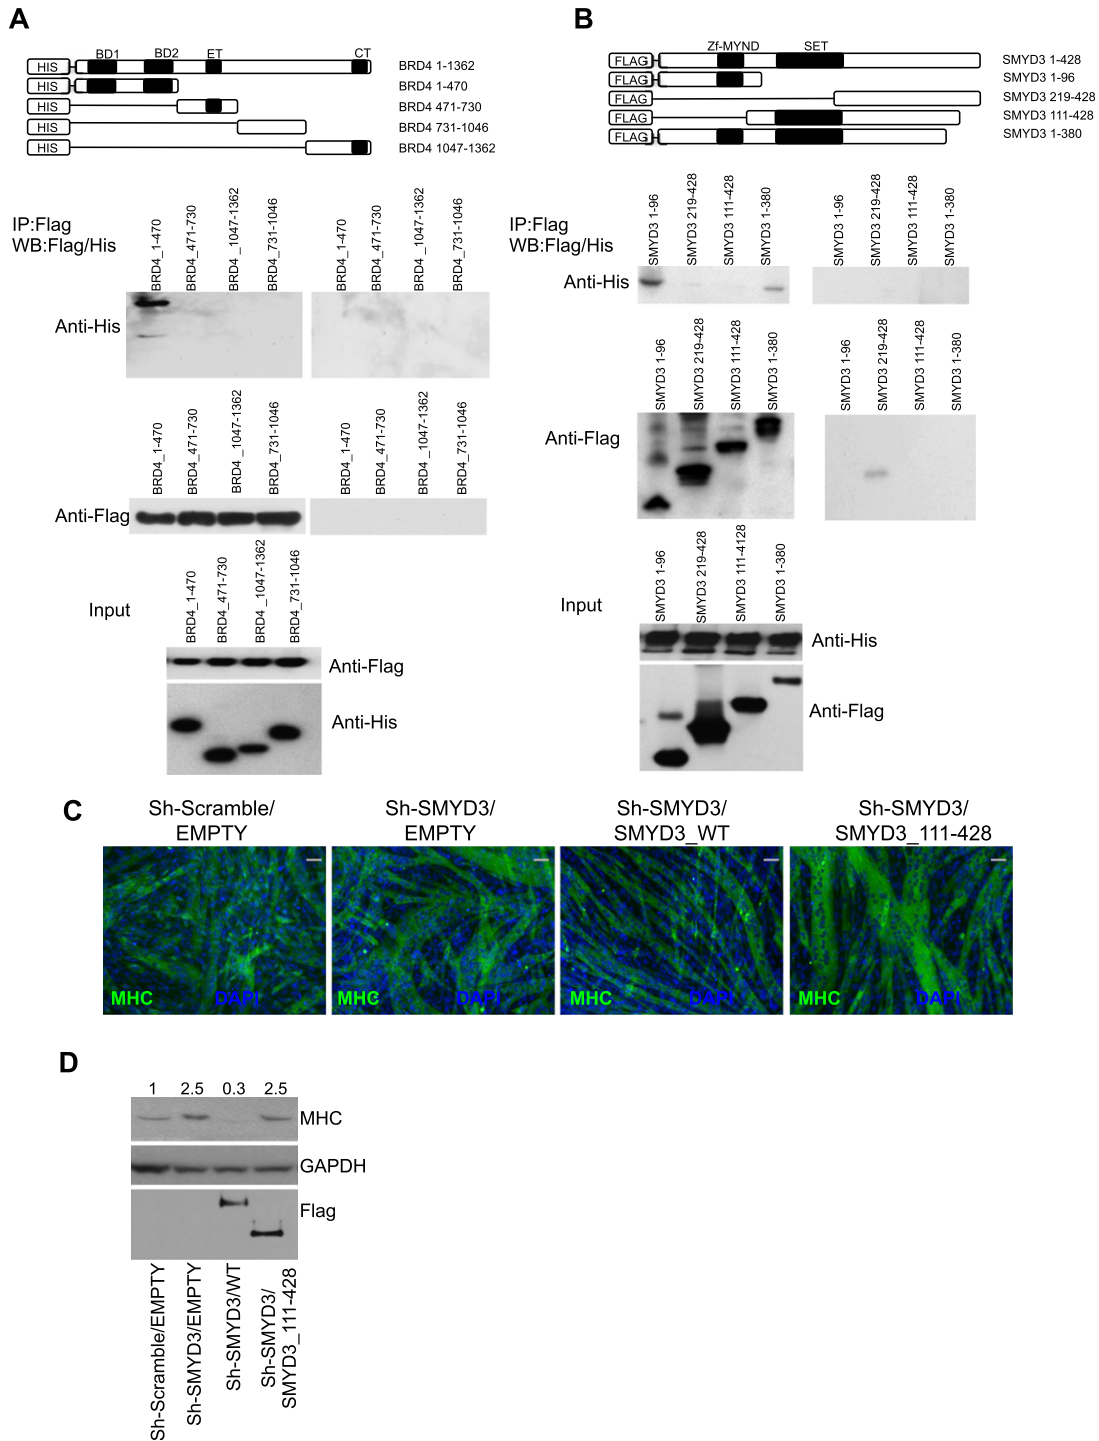 A
BD1 BD2 ET CT
HIS BRD4 1-1362
HIS BRD4 1-470
HIS BRD4 471-730
HIS BRD4 731-1046
HIS BRD4 1047-1362
IP:Flag
WB:Flag/His
BRD4_1-470
BRD4_471-730
BRD4 _1047-1362
BRD4_731-1046
BRD4_1-470
BRD4_471-730
BRD4 _1047-1362
BRD4_731-1046
Anti-His
BRD4_1-470
BRD4_471-730
BRD4 _1047-1362
BRD4_731-1046
BRD4_1-470
BRD4_471-730
BRD4 _1047-1362
BRD4_731-1046
Anti-Flag
Input
BRD4_1-470
BRD4_471-730
BRD4 _1047-1362
BRD4_731-1046
Anti-Flag
Anti-His
B
Zf-MYND SET
FLAG SMYD3 1-428
FLAG SMYD3 1-96
FLAG SMYD3 219-428
FLAG SMYD3 111-428
FLAG SMYD3 1-380
IP:Flag
WB:Flag/His
SMYD3 1-96
SMYD3 219-428
SMYD3 111-428
SMYD3 1-380
SMYD3 1-96
SMYD3 219-428
SMYD3 111-428
SMYD3 1-380
Anti-His
SMYD3 1-96
SMYD3 219-428
SMYD3 111-428
SMYD3 1-380
SMYD3 1-96
SMYD3 219-428
SMYD3 111-428
SMYD3 1-380
Anti-Flag
Input
SMYD3 1-96
SMYD3 219-428
SMYD3 111-4128
SMYD3 1-380
Anti-His
Anti-Flag
C
Sh-Scramble/
EMPTY
Sh-SMYD3/
EMPTY
Sh-SMYD3/
SMYD3_WT
Sh-SMYD3/
SMYD3_111-428
MHC DAPI
MHC DAPI
MHC DAPI
MHC DAPI
D
1 2.5 0.3 2.5
MHC
GAPDH
Flag
Sh-Scramble/EMPTY
Sh-SMYD3/EMPTY
Sh-SMYD3/WT
Sh-SMYD3/
SMYD3_111-428